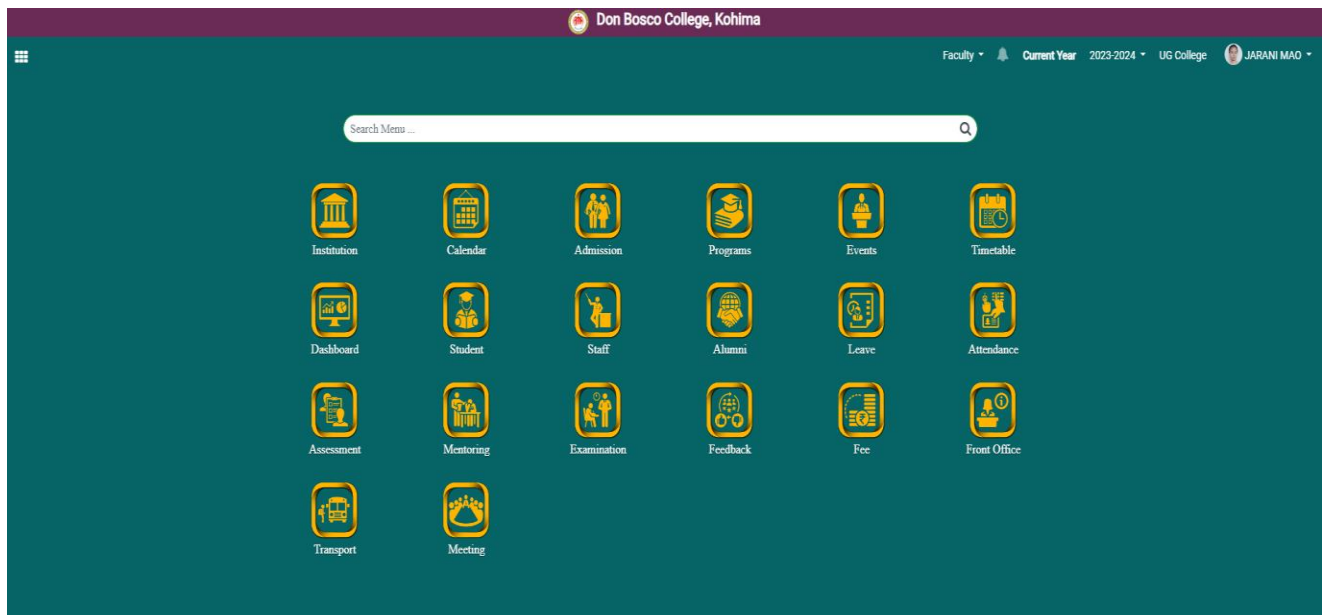 Don Bosco College, Kohima
Faculty Current Year 2023-2024 UG College JARANI MAO
Search Menu ...
Institution Calendar Admission Programs Events Timetable
Dashboard Student Staff Alumni Leave Attendance
Assessment Mentoring Examination Feedback Fee Front Office
Transport Meeting